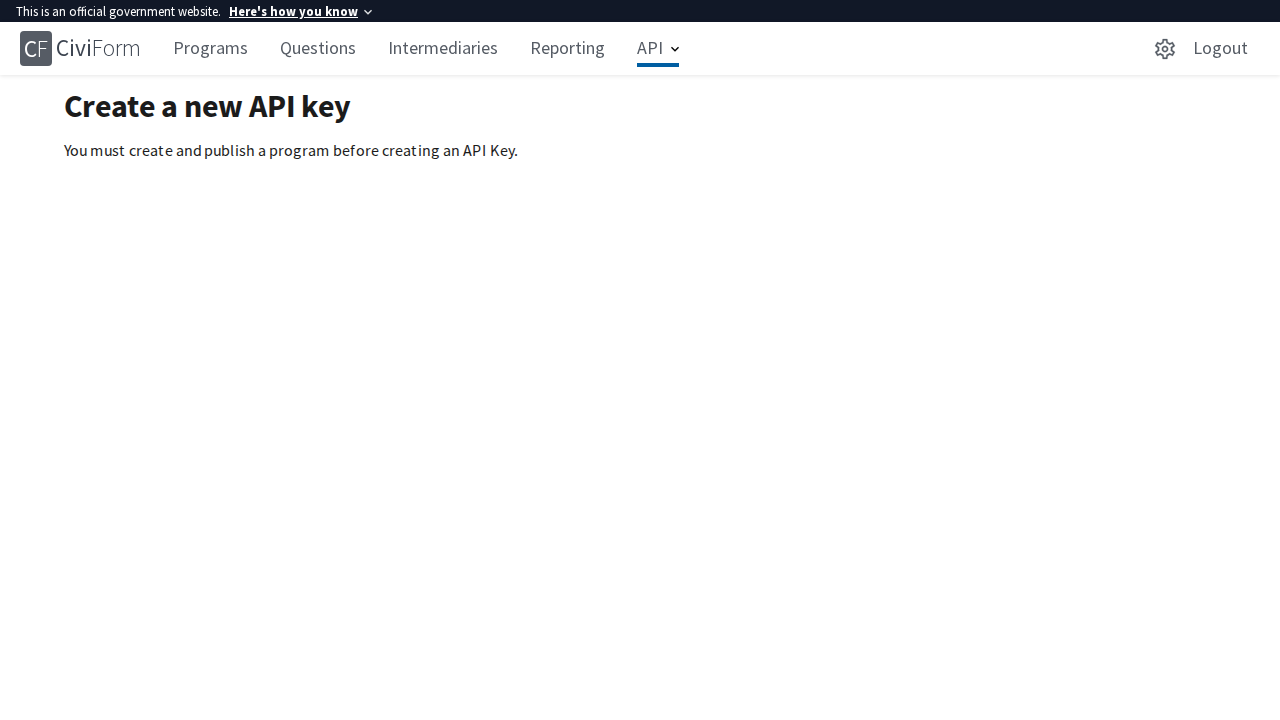 This is an official government website. Here's how you know
CF CiviForm Programs Questions Intermediaries Reporting API Logout
Create a new API key
You must create and publish a program before creating an API Key.